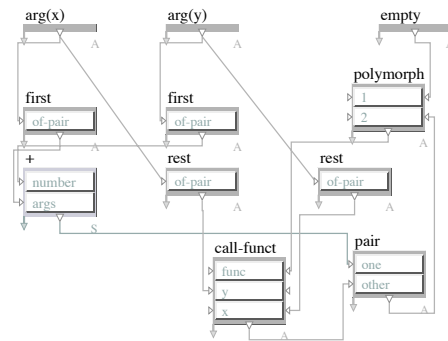 arg(x)
arg(y)
empty
A
A
A
polymorph
1
2
A
first
of-pair
A
first
of-pair
A
+
number
args
S
rest
of-pair
A
rest
of-pair
A
call-funct
func
y
x
A
pair
one
other
A